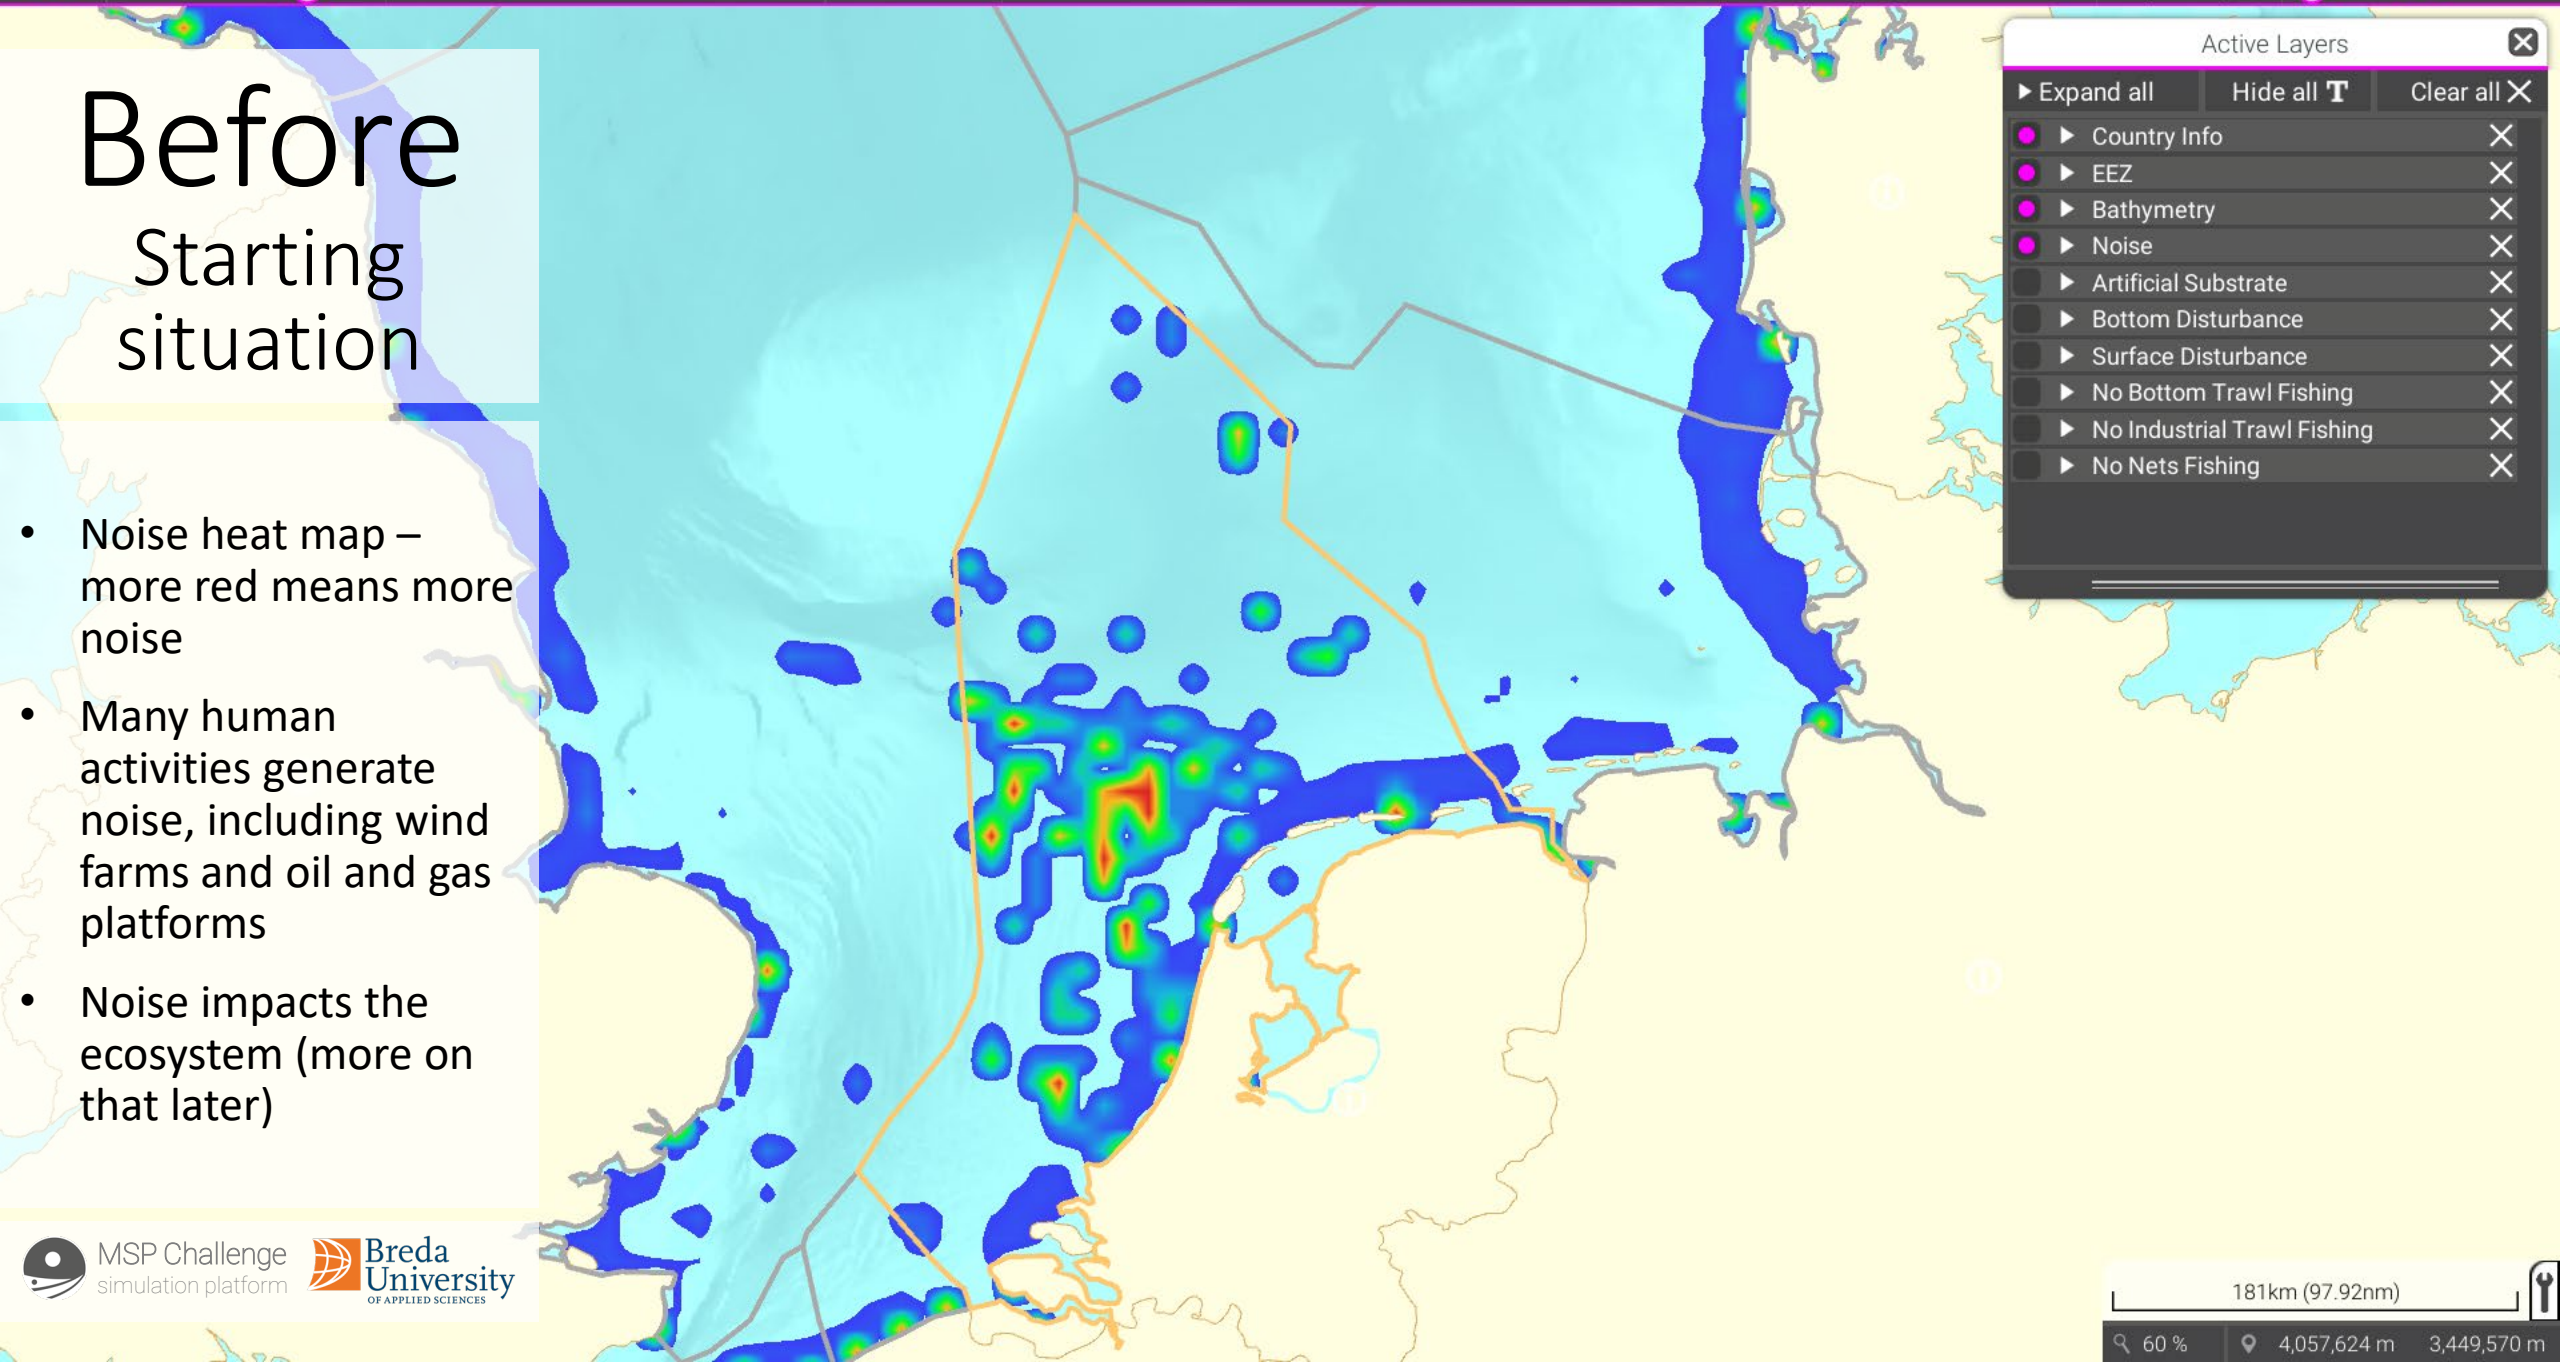 Before
Starting
situation
• Noise heat map –
more red means more
noise
• Many human
activities generate
noise, including wind
farms and oil and gas
platforms
• Noise impacts the
ecosystem (more on
that later)
MSP Challenge
simulation platform
Breda
University
OF APPLIED SCIENCES
Active Layers
Expand all
Hide all
Clear all
Country Info
EEZ
Bathymetry
Noise
Artificial Substrate
Bottom Disturbance
Surface Disturbance
No Bottom Trawl Fishing
No Industrial Trawl Fishing
No Nets Fishing
181km (97.92nm)
60 % 4,057,624 m 3,449,570 m